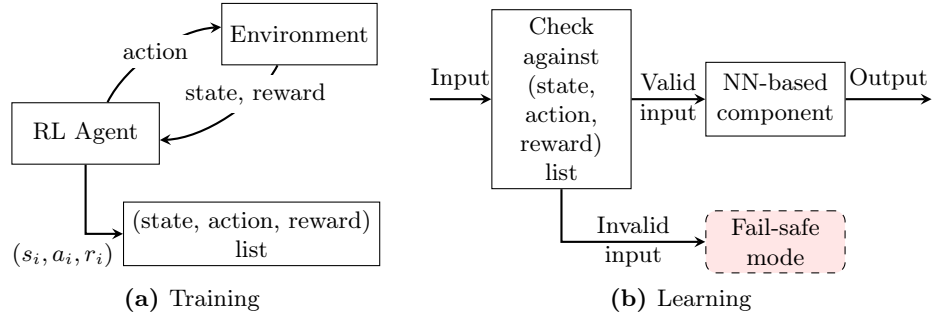 Environment
action
state, reward
RL Agent
(state, action, reward)
list
(s_i, a_i, r_i)
(a) Training
Input
Check
against
(state,
action,
reward)
list
Valid
input
NN-based
component
Output
Invalid
input
Fail-safe
mode
(b) Learning